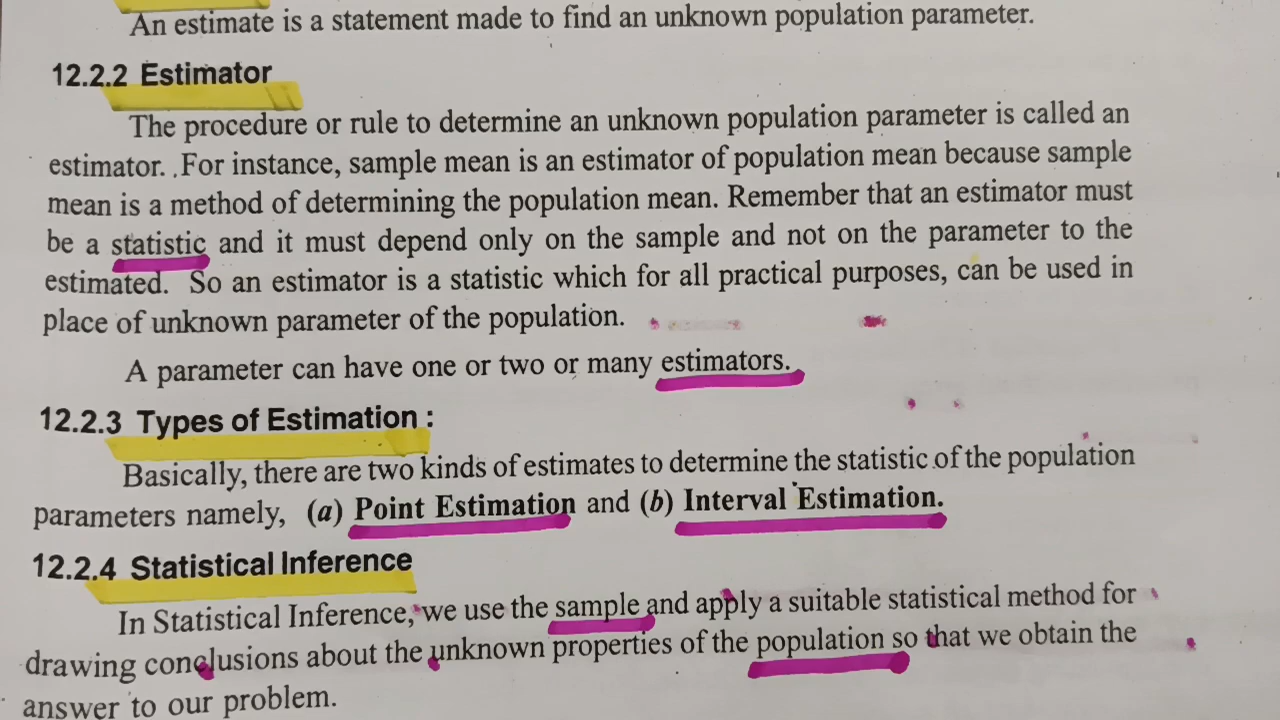 An estimate is a statement made to find an unknown population parameter.
12.2.2 Estimator
The procedure or rule to determine an unknown population parameter is called an
estimator. For instance, sample mean is an estimator of population mean because sample
mean is a method of determining the population mean. Remember that an estimator must
be a statistic and it must depend only on the sample and not on the parameter to the
estimated. So an estimator is a statistic which for all practical purposes, can be used in
place of unknown parameter of the population.
A parameter can have one or two or many estimators.
12.2.3 Types of Estimation :
Basically, there are two kinds of estimates to determine the statistic of the population
parameters namely, (a) Point Estimation and (b) Interval Estimation.
12.2.4 Statistical Inference
In Statistical Inference, we use the sample and apply a suitable statistical method for
drawing conclusions about the unknown properties of the population so that we obtain the
answer to our problem.